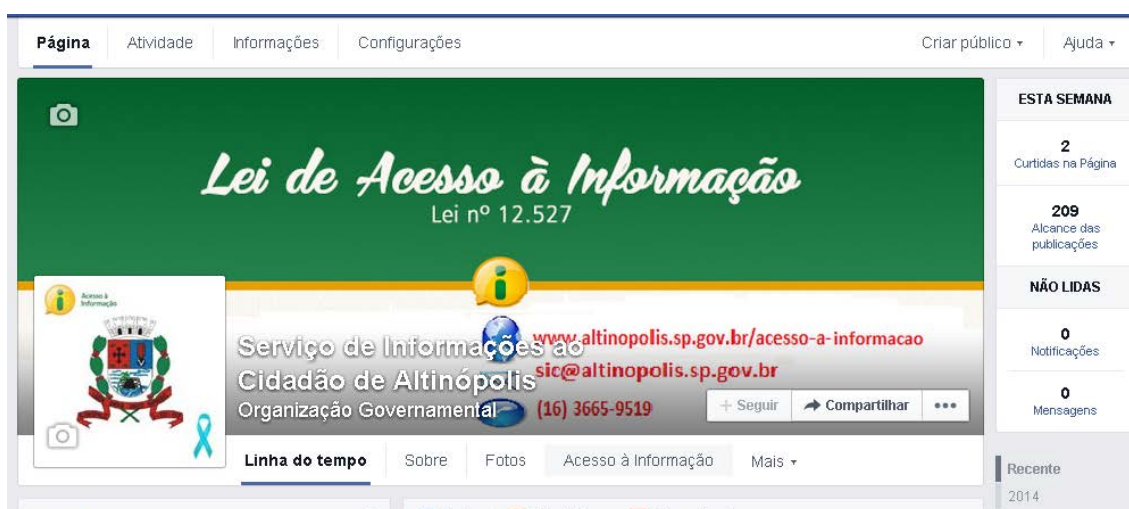 Página Atividade Informações Configurações Criar público Ajuda
Lei de Acesso à Informação
Lei nº 12.527
Acesso à
Informação
www.altinopolis.sp.gov.br/acesso-a-informacao
sic@altinopolis.sp.gov.br
(16) 3665-9519
Serviço de Informações ao
Cidadão de Altinópolis
Organização Governamental
+ Seguir Compartilhar •••
Linha do tempo Sobre Fotos Acesso à Informação Mais
ESTA SEMANA
2
Curtidas na Página
209
Alcance das
publicações
NÃO LIDAS
0
Notificações
0
Mensagens
Recente
2014